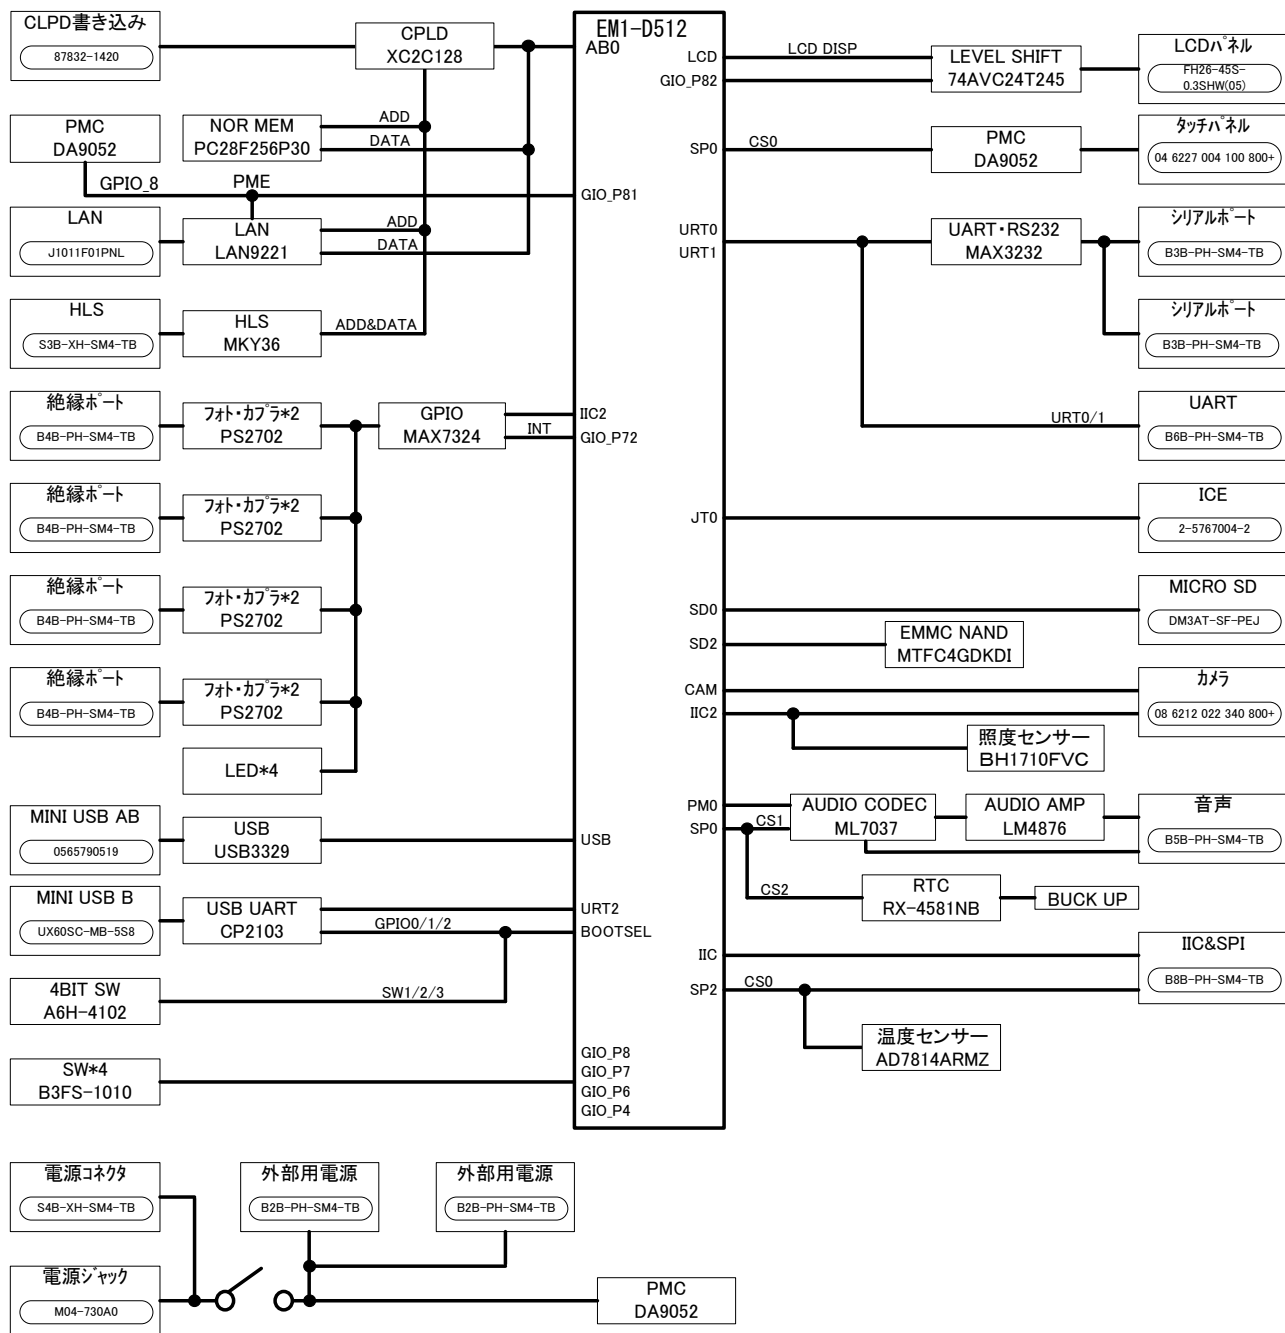 CLPD書き込み
87832-1420
CPLD
XC2C128
EM1-D512
AB0
LCD
LCD DISP
GIO_P82
LEVEL SHIFT
74AVC24T245
LCDパネル
FH26-45S-
0.3SHW(05)
PMC
DA9052
NOR MEM
PC28F256P30
ADD
DATA
SP0
CS0
PMC
DA9052
タッチパネル
04 6227 004 100 800+
GPIO_8
PME
GIO_P81
LAN
J1011F01PNL
LAN
LAN9221
ADD
DATA
URT0
URT1
UART・RS232
MAX3232
シリアルポート
B3B-PH-SM4-TB
HLS
S3B-XH-SM4-TB
HLS
MKY36
ADD&DATA
シリアルポート
B3B-PH-SM4-TB
絶縁ポート
B4B-PH-SM4-TB
フォト・カプラ*2
PS2702
GPIO
MAX7324
IIC2
INT
GIO_P72
URT0/1
UART
B6B-PH-SM4-TB
絶縁ポート
B4B-PH-SM4-TB
フォト・カプラ*2
PS2702
JT0
ICE
2-5767004-2
絶縁ポート
B4B-PH-SM4-TB
フォト・カプラ*2
PS2702
SD0
MICRO SD
DM3AT-SF-PEJ
SD2
EMMC NAND
MTFC4GDKDI
絶縁ポート
B4B-PH-SM4-TB
フォト・カプラ*2
PS2702
CAM
IIC2
カメラ
08 6212 022 340 800+
LED*4
照度センサー
BH1710FVC
MINI USB AB
0565790519
USB
USB3329
USB
PM0
SP0
CS1
AUDIO CODEC
ML7037
AUDIO AMP
LM4876
音声
B5B-PH-SM4-TB
MINI USB B
UX60SC-MB-5S8
USB UART
CP2103
URT2
GPIO0/1/2
BOOTSEL
CS2
RTC
RX-4581NB
BUCK UP
4BIT SW
A6H-4102
SW1/2/3
IIC
SP2
CS0
IIC&SPI
B8B-PH-SM4-TB
温度センサー
AD7814ARMZ
SW*4
B3FS-1010
GIO_P8
GIO_P7
GIO_P6
GIO_P4
電源コネクタ
S4B-XH-SM4-TB
外部用電源
B2B-PH-SM4-TB
外部用電源
B2B-PH-SM4-TB
電源ジャック
M04-730A0
PMC
DA9052